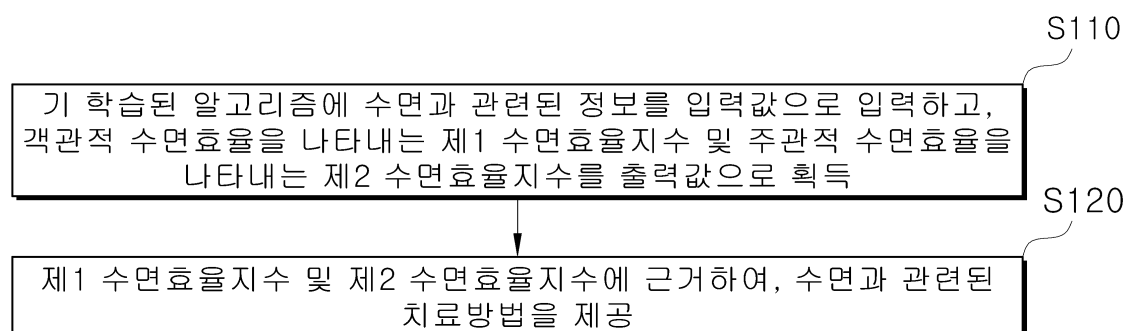 S110
기 학습된 알고리즘에 수면과 관련된 정보를 입력값으로 입력하고,
객관적 수면효율을 나타내는 제1 수면효율지수 및 주관적 수면효율을
나타내는 제2 수면효율지수를 출력값으로 획득
S120
제1 수면효율지수 및 제2 수면효율지수에 근거하여, 수면과 관련된
치료방법을 제공